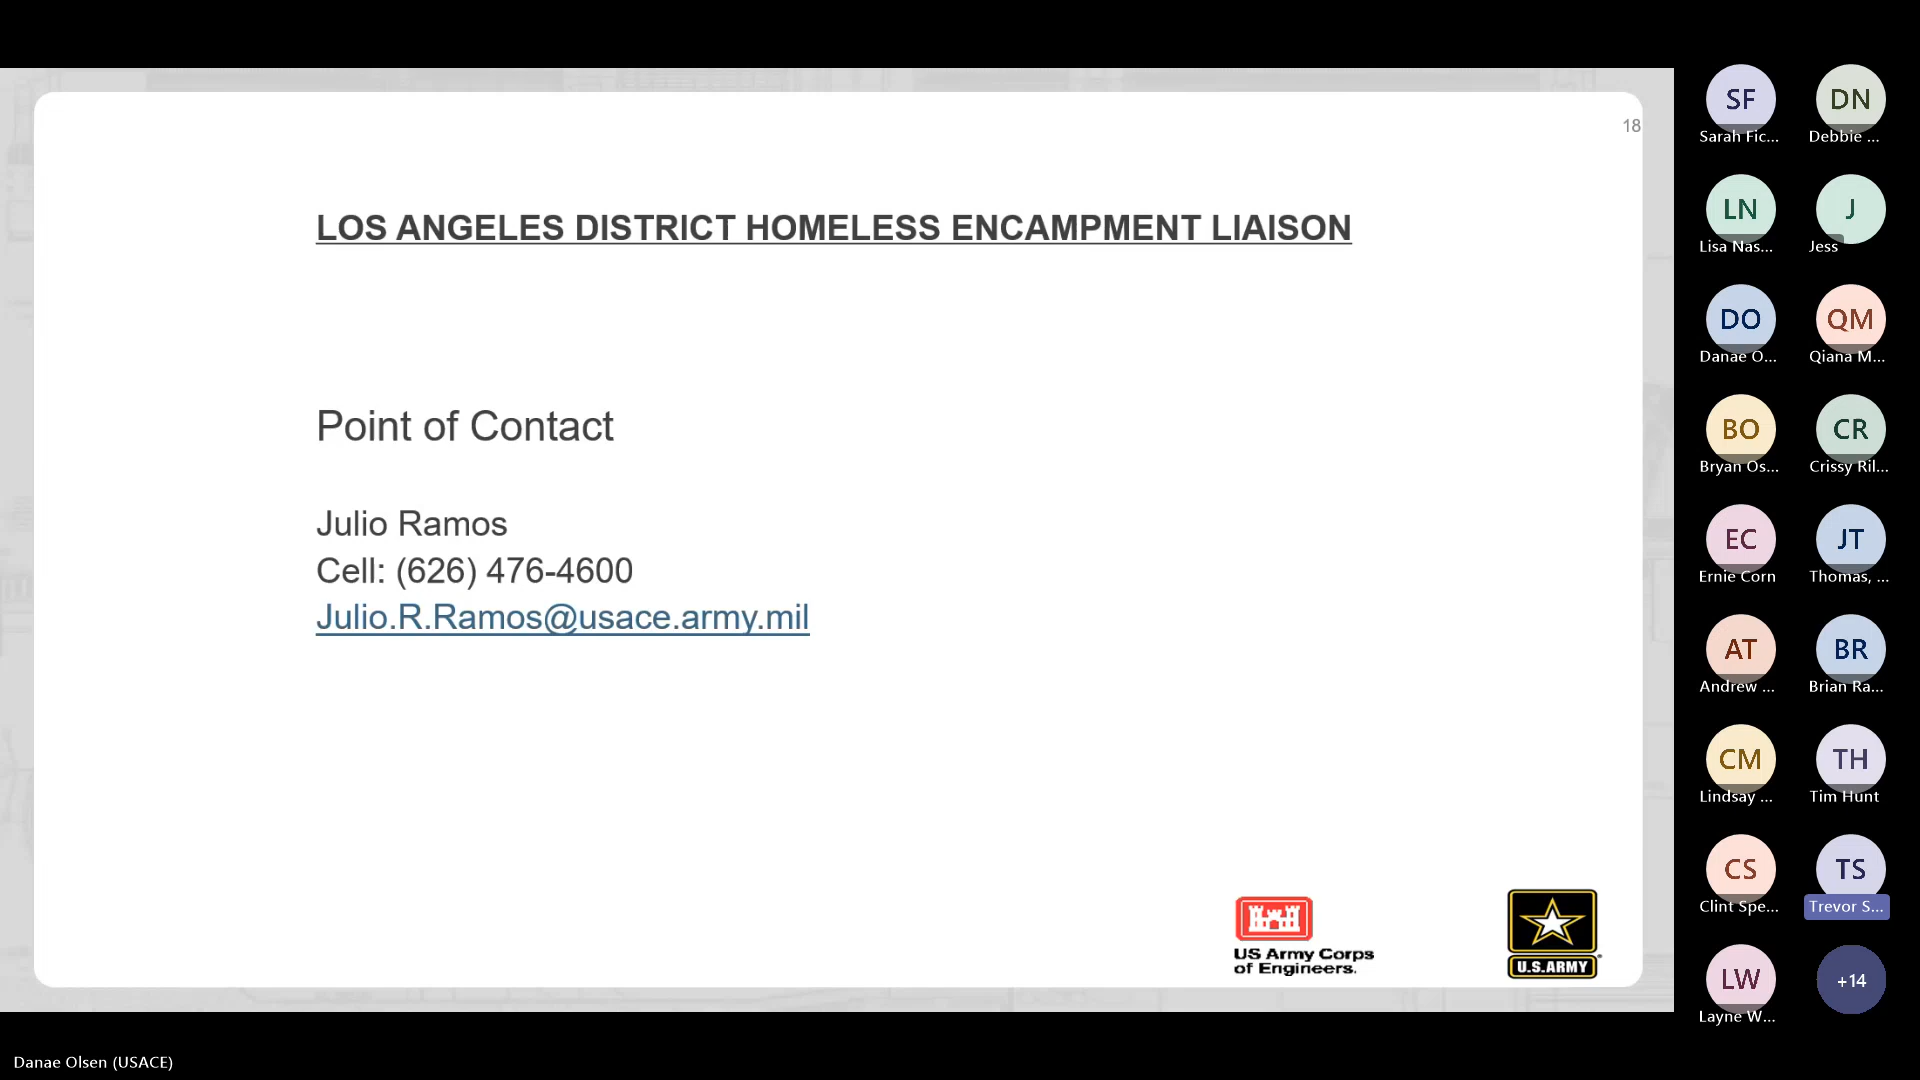 18
LOS ANGELES DISTRICT HOMELESS ENCAMPMENT LIAISON
Point of Contact
Julio Ramos
Cell: (626) 476-4600
Julio.R.Ramos@usace.army.mil
US Army Corps
of Engineers.
U.S.ARMY
SF
Sarah Fic...
DN
Debbie ...
LN
Lisa Nas...
J
Jess
DO
Danae O...
QM
Qiana M...
BO
Bryan Os...
CR
Crissy Ril...
EC
Ernie Corn
JT
Thomas, ...
AT
Andrew ...
BR
Brian Ra...
CM
Lindsay ...
TH
Tim Hunt
CS
Clint Spe...
TS
Trevor S...
LW
Layne W...
+14
Danae Olsen (USACE)